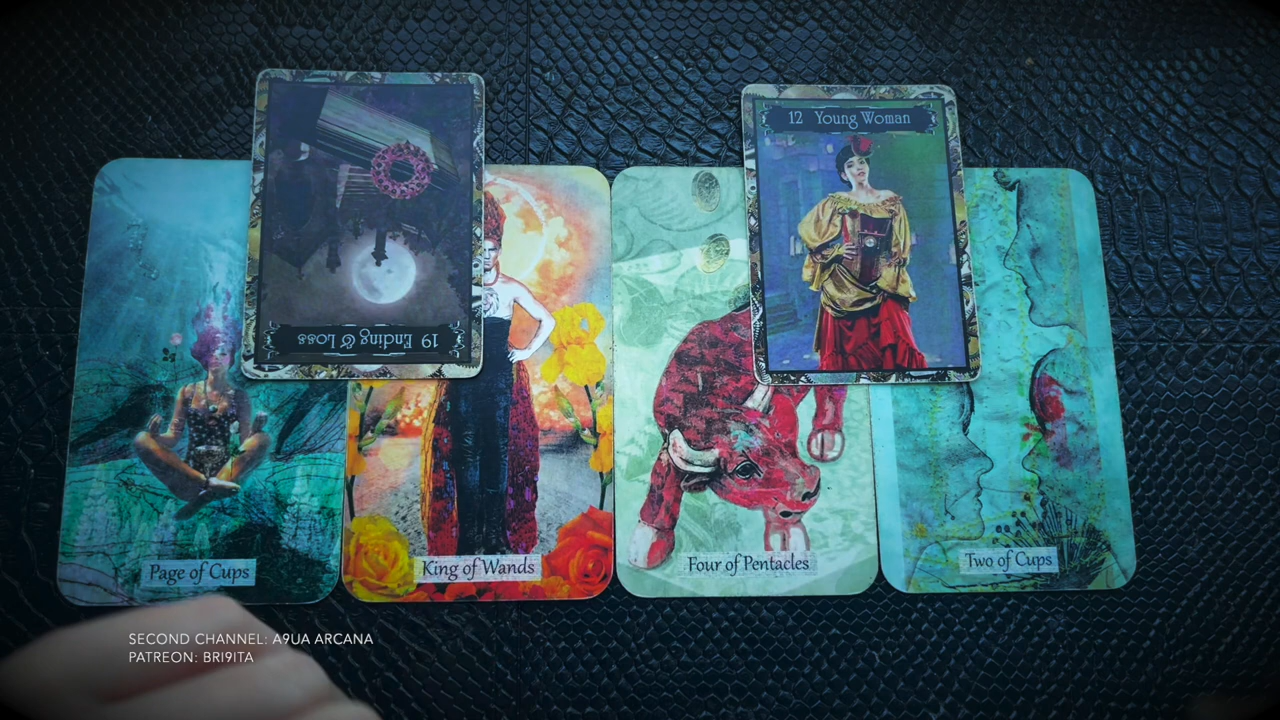 19 Ending & Loss
12 Young Woman
Page of Cups
King of Wands
Four of Pentacles
Two of Cups
SECOND CHANNEL: A9UA ARCANA
PATREON: BRI9ITA